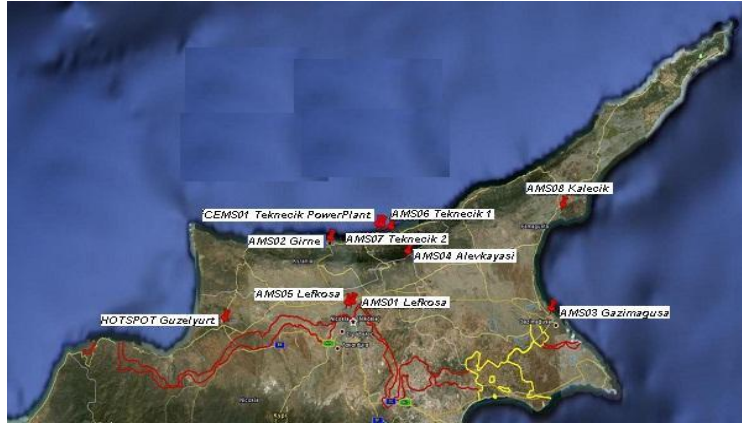 AMS08 Kalecik
CEMS01 Teknecik PowerPlant
AMS06 Teknecik 1
AMS02 Girne
AMS07 Teknecik 2
AMS04 Alevkayasi
AMS05 Lefkosa
AMS01 Lefkosa
HOTSPOT Guzelyurt
AMS03 Gazimagusa
Nicosia